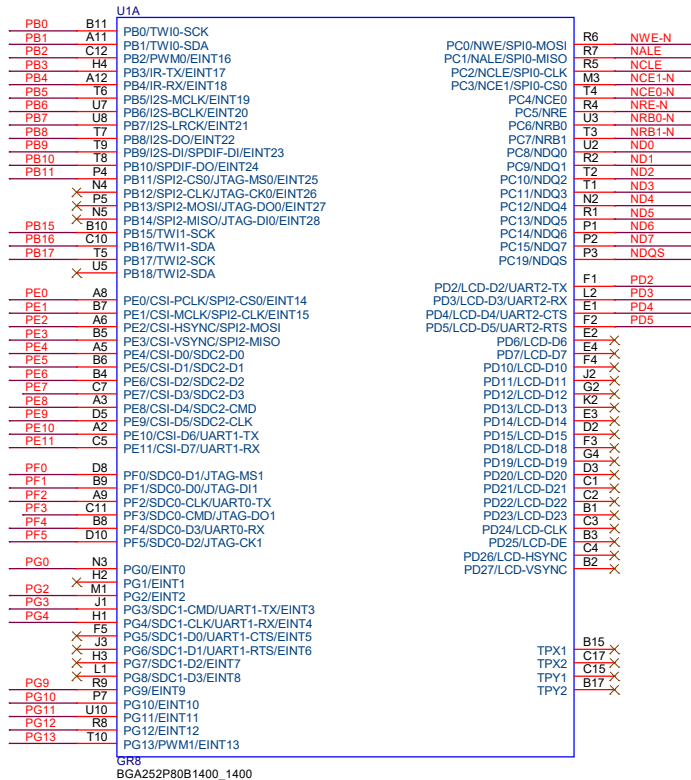 U1A
PB0 B11 PB0/TWI0-SCK
PB1 A11 PB1/TWI0-SDA
PB2 C12 PB2/PWM0/EINT16
PB3 H4 PB3/IR-TX/EINT17
PB4 A12 PB4/IR-RX/EINT18
PB5 T6 PB5/I2S-MCLK/EINT19
PB6 U7 PB6/I2S-BCLK/EINT20
PB7 U8 PB7/I2S-LRCK/EINT21
PB8 T7 PB8/I2S-DO/EINT22
PB9 T9 PB9/I2S-DI/SPDIF-DI/EINT23
PB10 T8 PB10/SPDIF-DO/EINT24
PB11 P4 PB11/SPI2-CS0/JTAG-MS0/EINT25
N4 PB12/SPI2-CLK/JTAG-CK0/EINT26
P5 PB13/SPI2-MOSI/JTAG-DO0/EINT27
N5 PB14/SPI2-MISO/JTAG-DI0/EINT28
PB15 B10 PB15/TWI1-SCK
PB16 C10 PB16/TWI1-SDA
PB17 T5 PB17/TWI2-SCK
U5 PB18/TWI2-SDA
PE0 A8 PE0/CSI-PCLK/SPI2-CS0/EINT14
PE1 B7 PE1/CSI-MCLK/SPI2-CLK/EINT15
PE2 A6 PE2/CSI-HSYNC/SPI2-MOSI
PE3 B5 PE3/CSI-VSYNC/SPI2-MISO
PE4 A5 PE4/CSI-D0/SDC2-D0
PE5 B6 PE5/CSI-D1/SDC2-D1
PE6 B4 PE6/CSI-D2/SDC2-D2
PE7 C7 PE7/CSI-D3/SDC2-D3
PE8 A3 PE8/CSI-D4/SDC2-CMD
PE9 D5 PE9/CSI-D5/SDC2-CLK
PE10 A2 PE10/CSI-D6/UART1-TX
PE11 C5 PE11/CSI-D7/UART1-RX
PF0 D8 PF0/SDC0-D1/JTAG-MS1
PF1 B9 PF1/SDC0-D0/JTAG-DI1
PF2 A9 PF2/SDC0-CLK/UART0-TX
PF3 C11 PF3/SDC0-CMD/JTAG-DO1
PF4 B8 PF4/SDC0-D3/UART0-RX
PF5 D10 PF5/SDC0-D2/JTAG-CK1
PG0 N3 PG0/EINT0
H2 PG1/EINT1
PG2 M1 PG2/EINT2
PG3 J1 PG3/SDC1-CMD/UART1-TX/EINT3
PG4 H1 PG4/SDC1-CLK/UART1-RX/EINT4
F5 PG5/SDC1-D0/UART1-CTS/EINT5
J3 PG6/SDC1-D1/UART1-RTS/EINT6
H3 PG7/SDC1-D2/EINT7
L1 PG8/SDC1-D3/EINT8
PG9 R9 PG9/EINT9
PG10 P7 PG10/EINT10
PG11 U10 PG11/EINT11
PG12 R8 PG12/EINT12
PG13 T10 PG13/PWM1/EINT13
PC0/NWE/SPI0-MOSI R6 NWE-N
PC1/NALE/SPI0-MISO R7 NALE
PC2/NCLE/SPI0-CLK R5 NCLE
PC3/NCE1/SPI0-CS0 M3 NCE1-N
PC4/NCE0 T4 NCE0-N
PC5/NRE R4 NRE-N
PC6/NRB0 U3 NRB0-N
PC7/NRB1 T3 NRB1-N
PC8/NDQ0 U2 ND0
PC9/NDQ1 R2 ND1
PC10/NDQ2 T2 ND2
PC11/NDQ3 T1 ND3
PC12/NDQ4 N2 ND4
PC13/NDQ5 R1 ND5
PC14/NDQ6 P1 ND6
PC15/NDQ7 P2 ND7
PC19/NDQS P3 NDQS
PD2/LCD-D2/UART2-TX F1 PD2
PD3/LCD-D3/UART2-RX L2 PD3
PD4/LCD-D4/UART2-CTS E1 PD4
PD5/LCD-D5/UART2-RTS F2 PD5
PD6/LCD-D6 E2
PD7/LCD-D7 E4
PD10/LCD-D10 F4
PD11/LCD-D11 J2
PD12/LCD-D12 G2
PD13/LCD-D13 K2
PD14/LCD-D14 E3
PD15/LCD-D15 D2
PD18/LCD-D18 F3
PD19/LCD-D19 G4
PD20/LCD-D20 D3
PD21/LCD-D21 C1
PD22/LCD-D22 C2
PD23/LCD-D23 B1
PD24/LCD-CLK C3
PD25/LCD-DE B3
PD26/LCD-HSYNC C4
PD27/LCD-VSYNC B2
TPX1 B15
TPX2 C17
TPY1 C15
TPY2 B17
GR8
BGA252P80B1400_1400